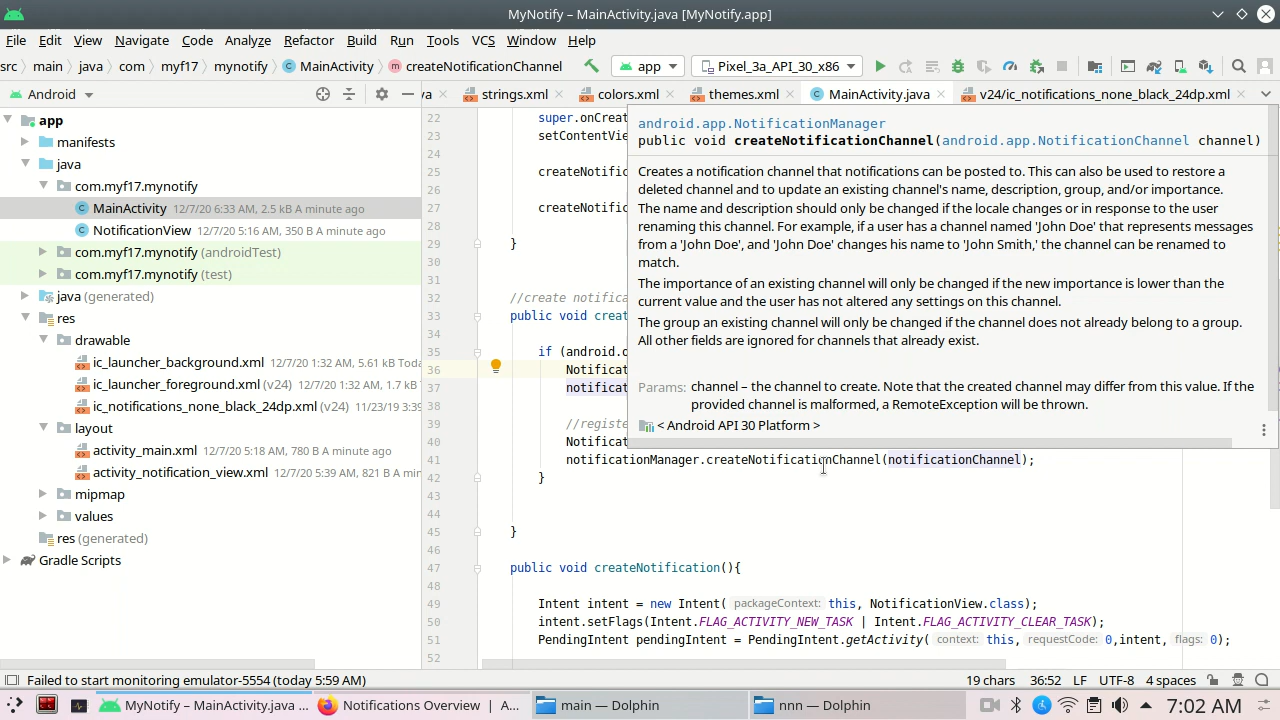 MyNotify – MainActivity.java [MyNotify.app]
File Edit View Navigate Code Analyze Refactor Build Run Tools VCS Window Help
src main java com myf17 mynotify MainActivity createNotificationChannel app Pixel_3a_API_30_x86
Android
va strings.xml colors.xml themes.xml MainActivity.java v24/ic_notifications_none_black_24dp.xml
app
manifests
java
com.myf17.mynotify
MainActivity 12/7/20 6:33 AM, 2.5 kB A minute ago
NotificationView 12/7/20 5:16 AM, 350 B A minute ago
com.myf17.mynotify (androidTest)
com.myf17.mynotify (test)
java (generated)
res
drawable
ic_launcher_background.xml 12/7/20 1:32 AM, 5.61 kB Toda
ic_launcher_foreground.xml (v24) 12/7/20 1:32 AM, 1.7 kB
ic_notifications_none_black_24dp.xml (v24) 11/23/19 3:39
layout
activity_main.xml 12/7/20 5:18 AM, 780 B A minute ago
activity_notification_view.xml 12/7/20 5:39 AM, 821 B A min
mipmap
values
res (generated)
Gradle Scripts
22 super.onCreat
23 setContentVie
24
25 createNotific
26
27 createNotific
28
29 }
30
31
32 //create notifica
33 public void creat
34
35 if (android.o
36 Notificat
37 notificat
38
39 //registe
40 Notificat
41 notificationManager.createNotificationChannel(notificationChannel);
42 }
43
44
45 }
46
47 public void createNotification(){
48
49 Intent intent = new Intent( packageContext: this, NotificationView.class);
50 intent.setFlags(Intent.FLAG_ACTIVITY_NEW_TASK | Intent.FLAG_ACTIVITY_CLEAR_TASK);
51 PendingIntent pendingIntent = PendingIntent.getActivity( context: this, requestCode: 0,intent, flags: 0);
52
android.app.NotificationManager
public void createNotificationChannel(android.app.NotificationChannel channel)
Creates a notification channel that notifications can be posted to. This can also be used to restore a
deleted channel and to update an existing channel's name, description, group, and/or importance.
The name and description should only be changed if the locale changes or in response to the user
renaming this channel. For example, if a user has a channel named 'John Doe' that represents messages
from a 'John Doe', and 'John Doe' changes his name to 'John Smith,' the channel can be renamed to
match.
The importance of an existing channel will only be changed if the new importance is lower than the
current value and the user has not altered any settings on this channel.
The group an existing channel will only be changed if the channel does not already belong to a group.
All other fields are ignored for channels that already exist.
Params: channel – the channel to create. Note that the created channel may differ from this value. If the
provided channel is malformed, a RemoteException will be thrown.
< Android API 30 Platform >
Failed to start monitoring emulator-5554 (today 5:59 AM) 19 chars 36:52 LF UTF-8 4 spaces
MyNotify – MainActivity.java ... Notifications Overview | A... main — Dolphin nnn — Dolphin 7:02 AM